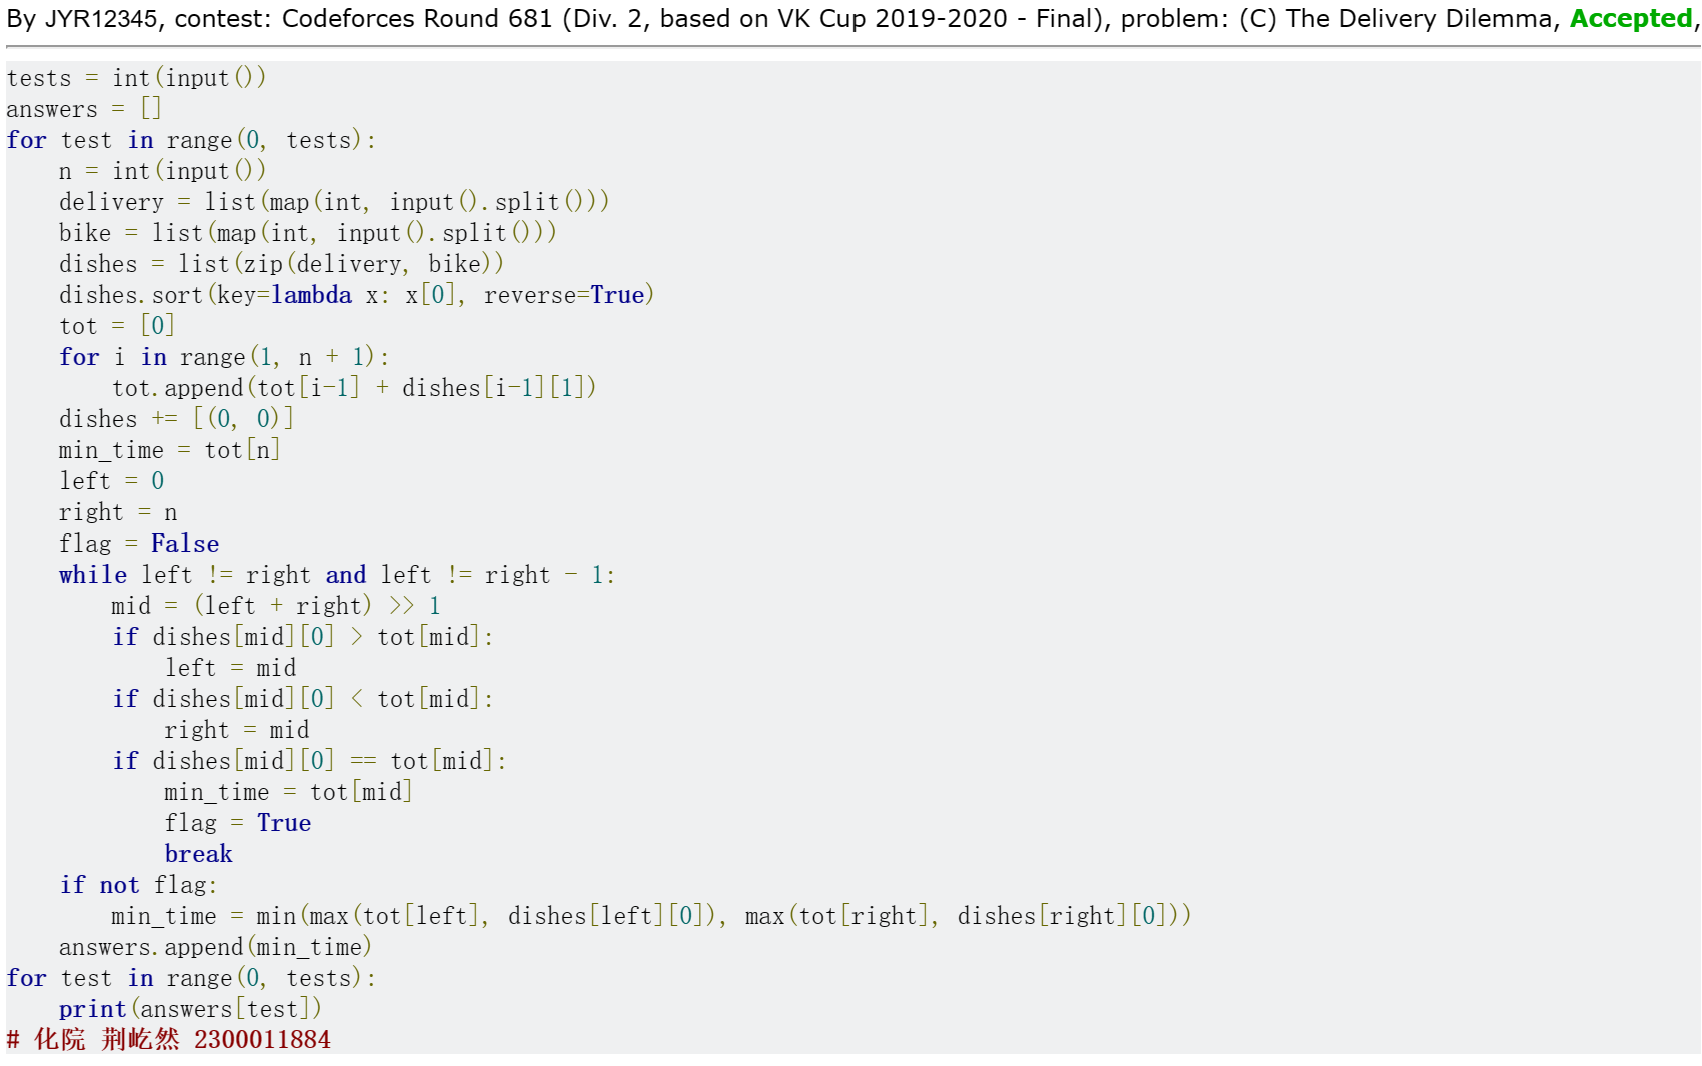 By JYR12345, contest: Codeforces Round 681 (Div. 2, based on VK Cup 2019-2020 - Final), problem: (C) The Delivery Dilemma, Accepted,
tests = int(input())
answers = []
for test in range(0, tests):
    n = int(input())
    delivery = list(map(int, input().split()))
    bike = list(map(int, input().split()))
    dishes = list(zip(delivery, bike))
    dishes.sort(key=lambda x: x[0], reverse=True)
    tot = [0]
    for i in range(1, n + 1):
        tot.append(tot[i-1] + dishes[i-1][1])
    dishes += [(0, 0)]
    min_time = tot[n]
    left = 0
    right = n
    flag = False
    while left != right and left != right - 1:
        mid = (left + right) >> 1
        if dishes[mid][0] > tot[mid]:
            left = mid
        if dishes[mid][0] < tot[mid]:
            right = mid
        if dishes[mid][0] == tot[mid]:
            min_time = tot[mid]
            flag = True
            break
    if not flag:
        min_time = min(max(tot[left], dishes[left][0]), max(tot[right], dishes[right][0]))
    answers.append(min_time)
for test in range(0, tests):
    print(answers[test])
# 化院 荆屹然 2300011884